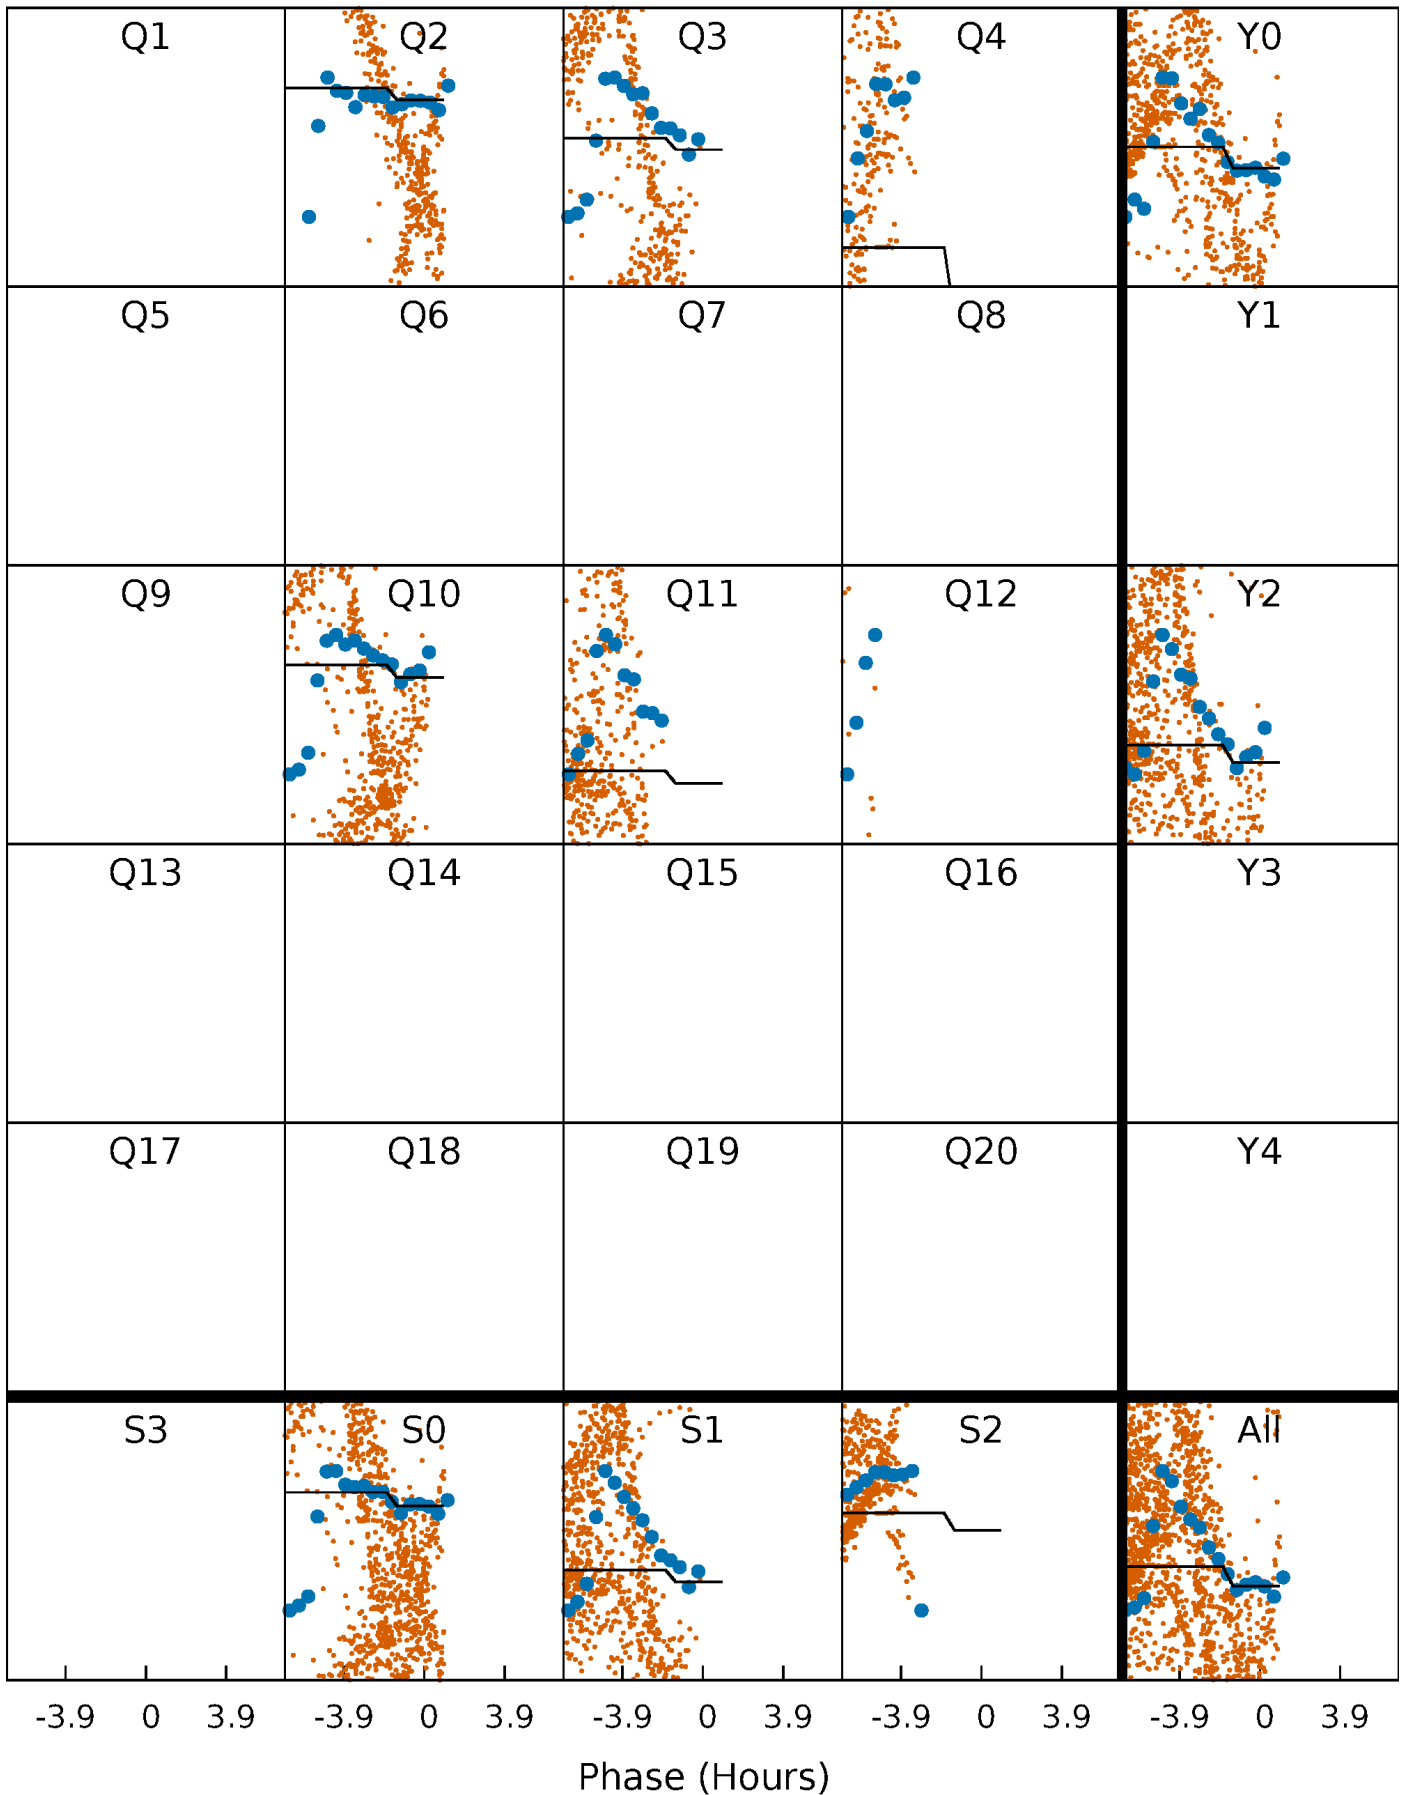 Q1 Q2 Q3 Q4 Y0
Q5 Q6 Q7 Q8 Y1
Q9 Q10 Q11 Q12 Y2
Q13 Q14 Q15 Q16 Y3
Q17 Q18 Q19 Q20 Y4
S3 S0 S1 S2 All
-3.9 0 3.9 -3.9 0 3.9 -3.9 0 3.9 -3.9 0 3.9 -3.9 0 3.9
Phase (Hours)